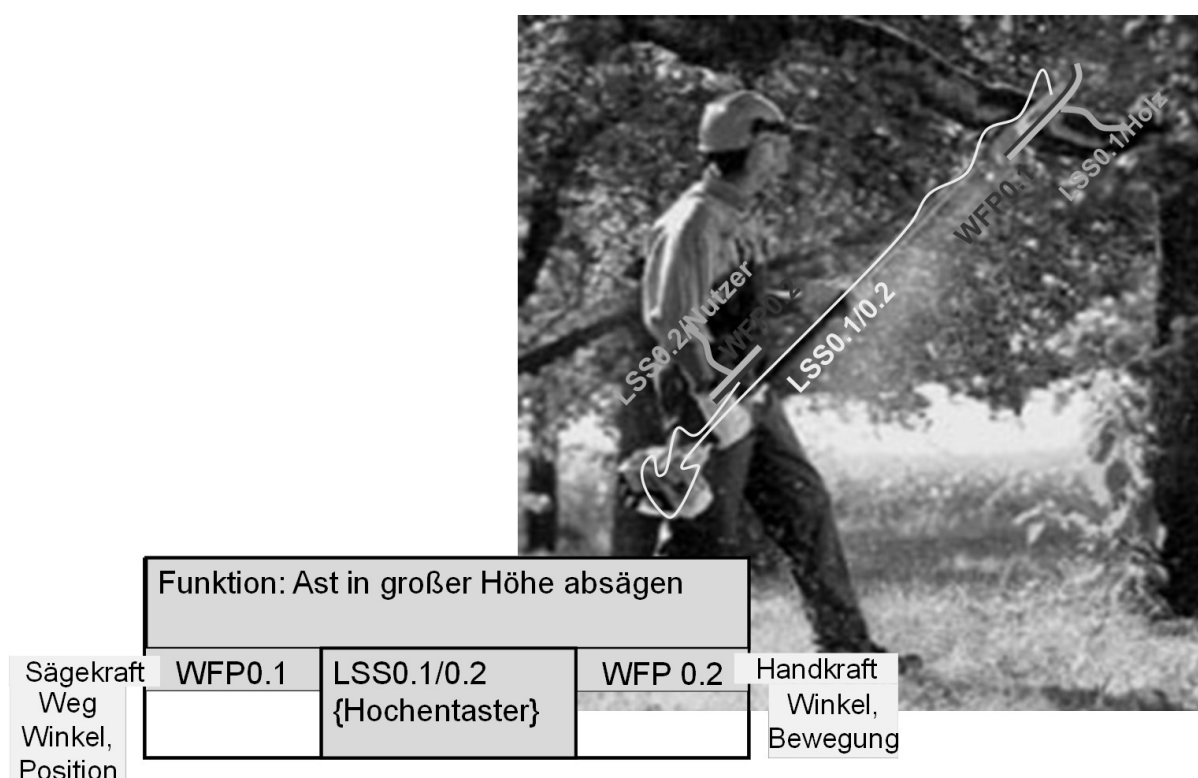 LSS0.1/Holz
WFP0.1
LSS0.2/Nutzer
WFP0.2
LSS0.1/0.2
Funktion: Ast in großer Höhe absägen
Sägekraft
WFP0.1
LSS0.1/0.2
WFP 0.2
Handkraft
Weg
{Hochentaster}
Winkel,
Winkel,
Bewegung
Position